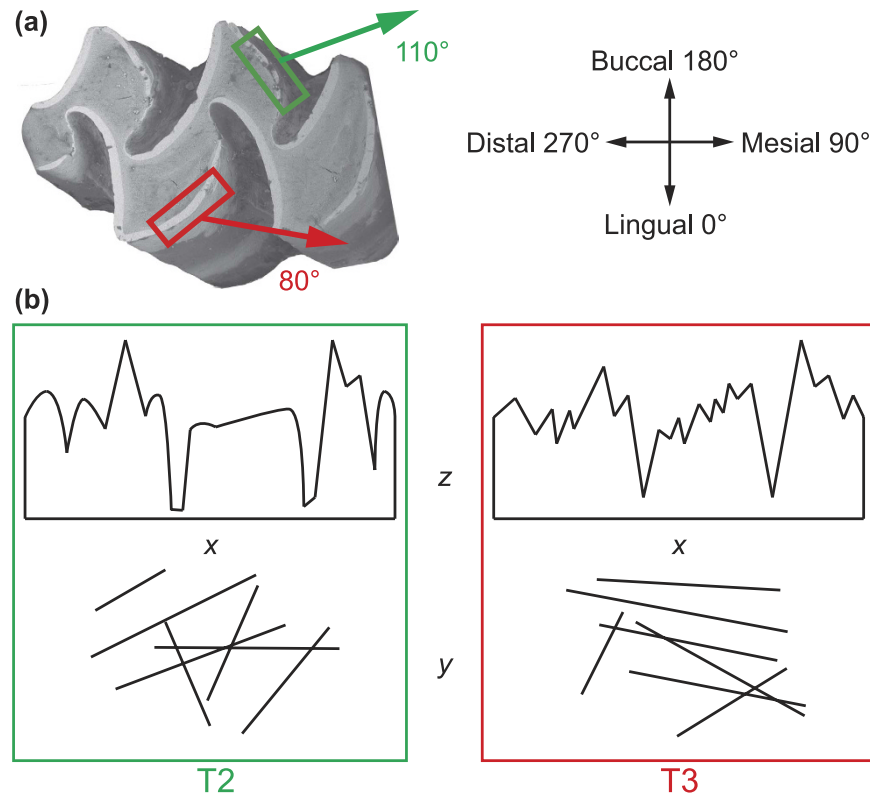 (a)
110°
80°
Buccal 180°
Distal 270°
Mesial 90°
Lingual 0°
(b)
z
x
x
y
T2
T3